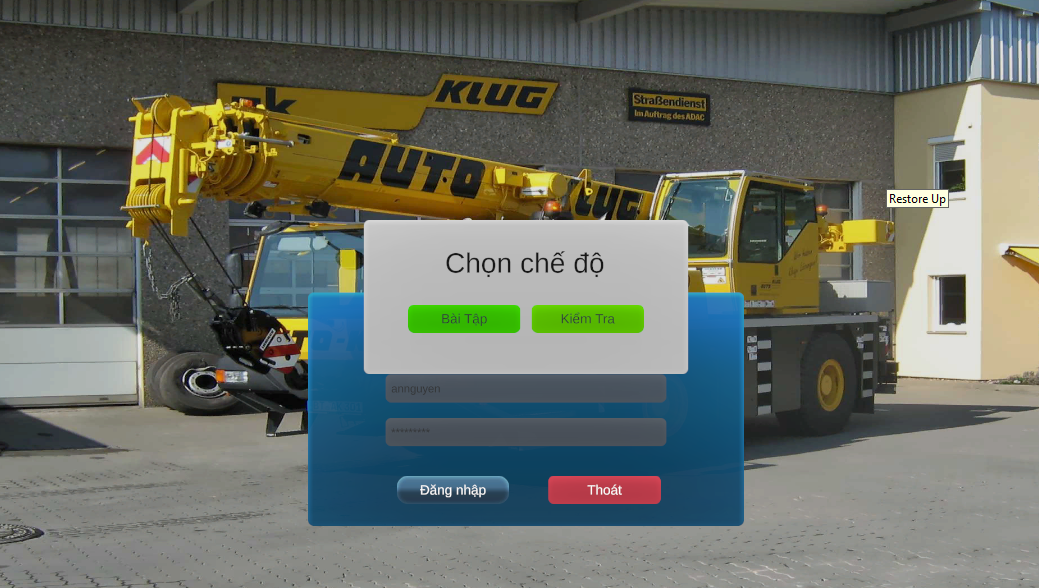 KLUG
Straßendienst
im Auftrag des ADAC
AUTO KLUG
Restore Up
Chọn chế độ
Bài Tập
Kiểm Tra
annguyen
*********
Đăng nhập
Thoát